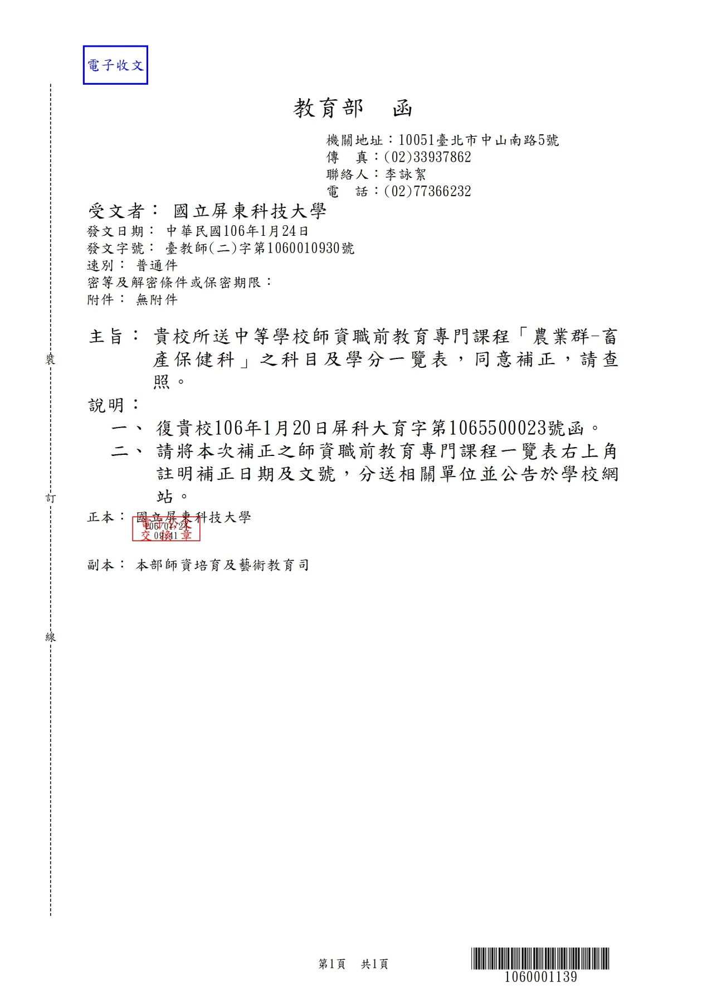 電子收文
教育部　函
機關地址：10051臺北市中山南路5號
傳　真：(02)33937862
聯絡人：李詠絮
電　話：(02)77366232
受文者：國立屏東科技大學
發文日期：中華民國106年1月24日
發文字號：臺教師(二)字第1060010930號
速別：普通件
密等及解密條件或保密期限：
附件：無附件
主旨：貴校所送中等學校師資職前教育專門課程「農業群-畜
產保健科」之科目及學分一覽表，同意補正，請查
照。
說明：
一、復貴校106年1月20日屏科大育字第1065500023號函。
二、請將本次補正之師資職前教育專門課程一覽表右上角
註明補正日期及文號，分送相關單位並公告於學校網
站。
正本：國立屏東科技大學
電子公文
106/01/24
交換章
09:41
副本：本部師資培育及藝術教育司
裝
訂
線
第1頁　共1頁
1060001139